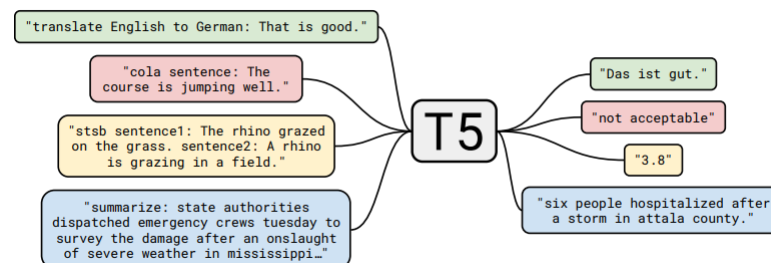 "translate English to German: That is good."
"cola sentence: The
course is jumping well."
"stsb sentence1: The rhino grazed
on the grass. sentence2: A rhino
is grazing in a field."
"summarize: state authorities
dispatched emergency crews tuesday to
survey the damage after an onslaught
of severe weather in mississippi…"
T5
"Das ist gut."
"not acceptable"
"3.8"
"six people hospitalized after
a storm in attala county."